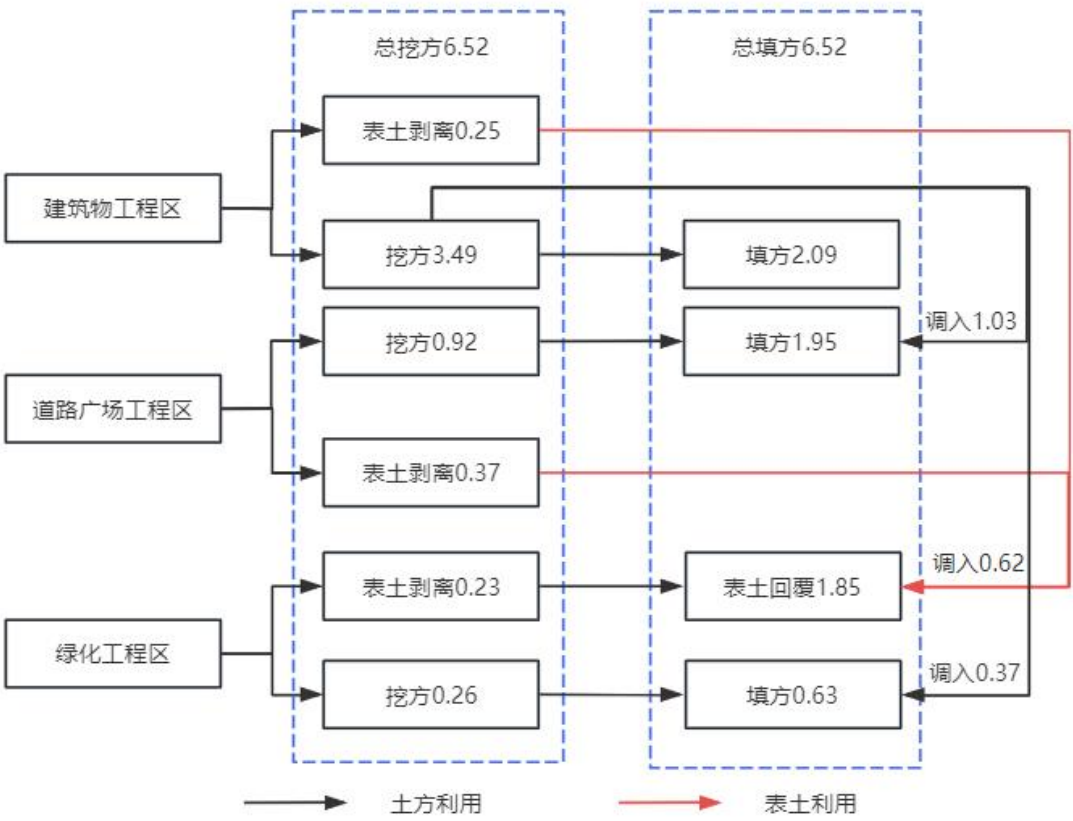 总挖方6.52
总填方6.52
表土剥离0.25
建筑物工程区
挖方3.49
填方2.09
挖方0.92
填方1.95
调入1.03
道路广场工程区
表土剥离0.37
表土剥离0.23
表土回覆1.85
调入0.62
绿化工程区
挖方0.26
填方0.63
调入0.37
土方利用
表土利用